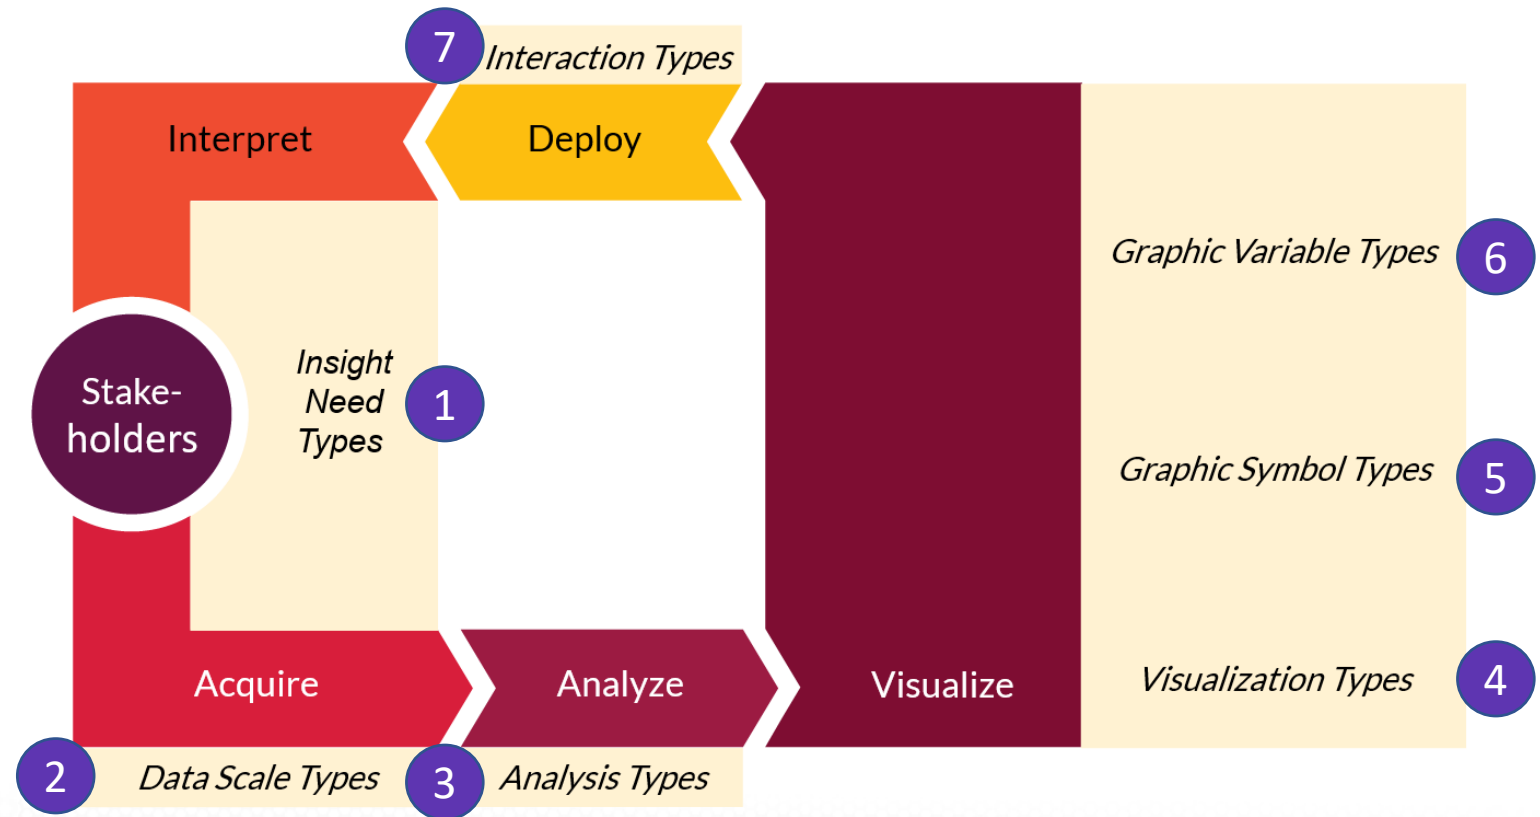 7
Interaction Types
Interpret
Deploy
Graphic Variable Types
6
Stake-
holders
Insight
Need
Types
1
Graphic Symbol Types
5
Acquire
Analyze
Visualize
Visualization Types
4
2
Data Scale Types
3
Analysis Types